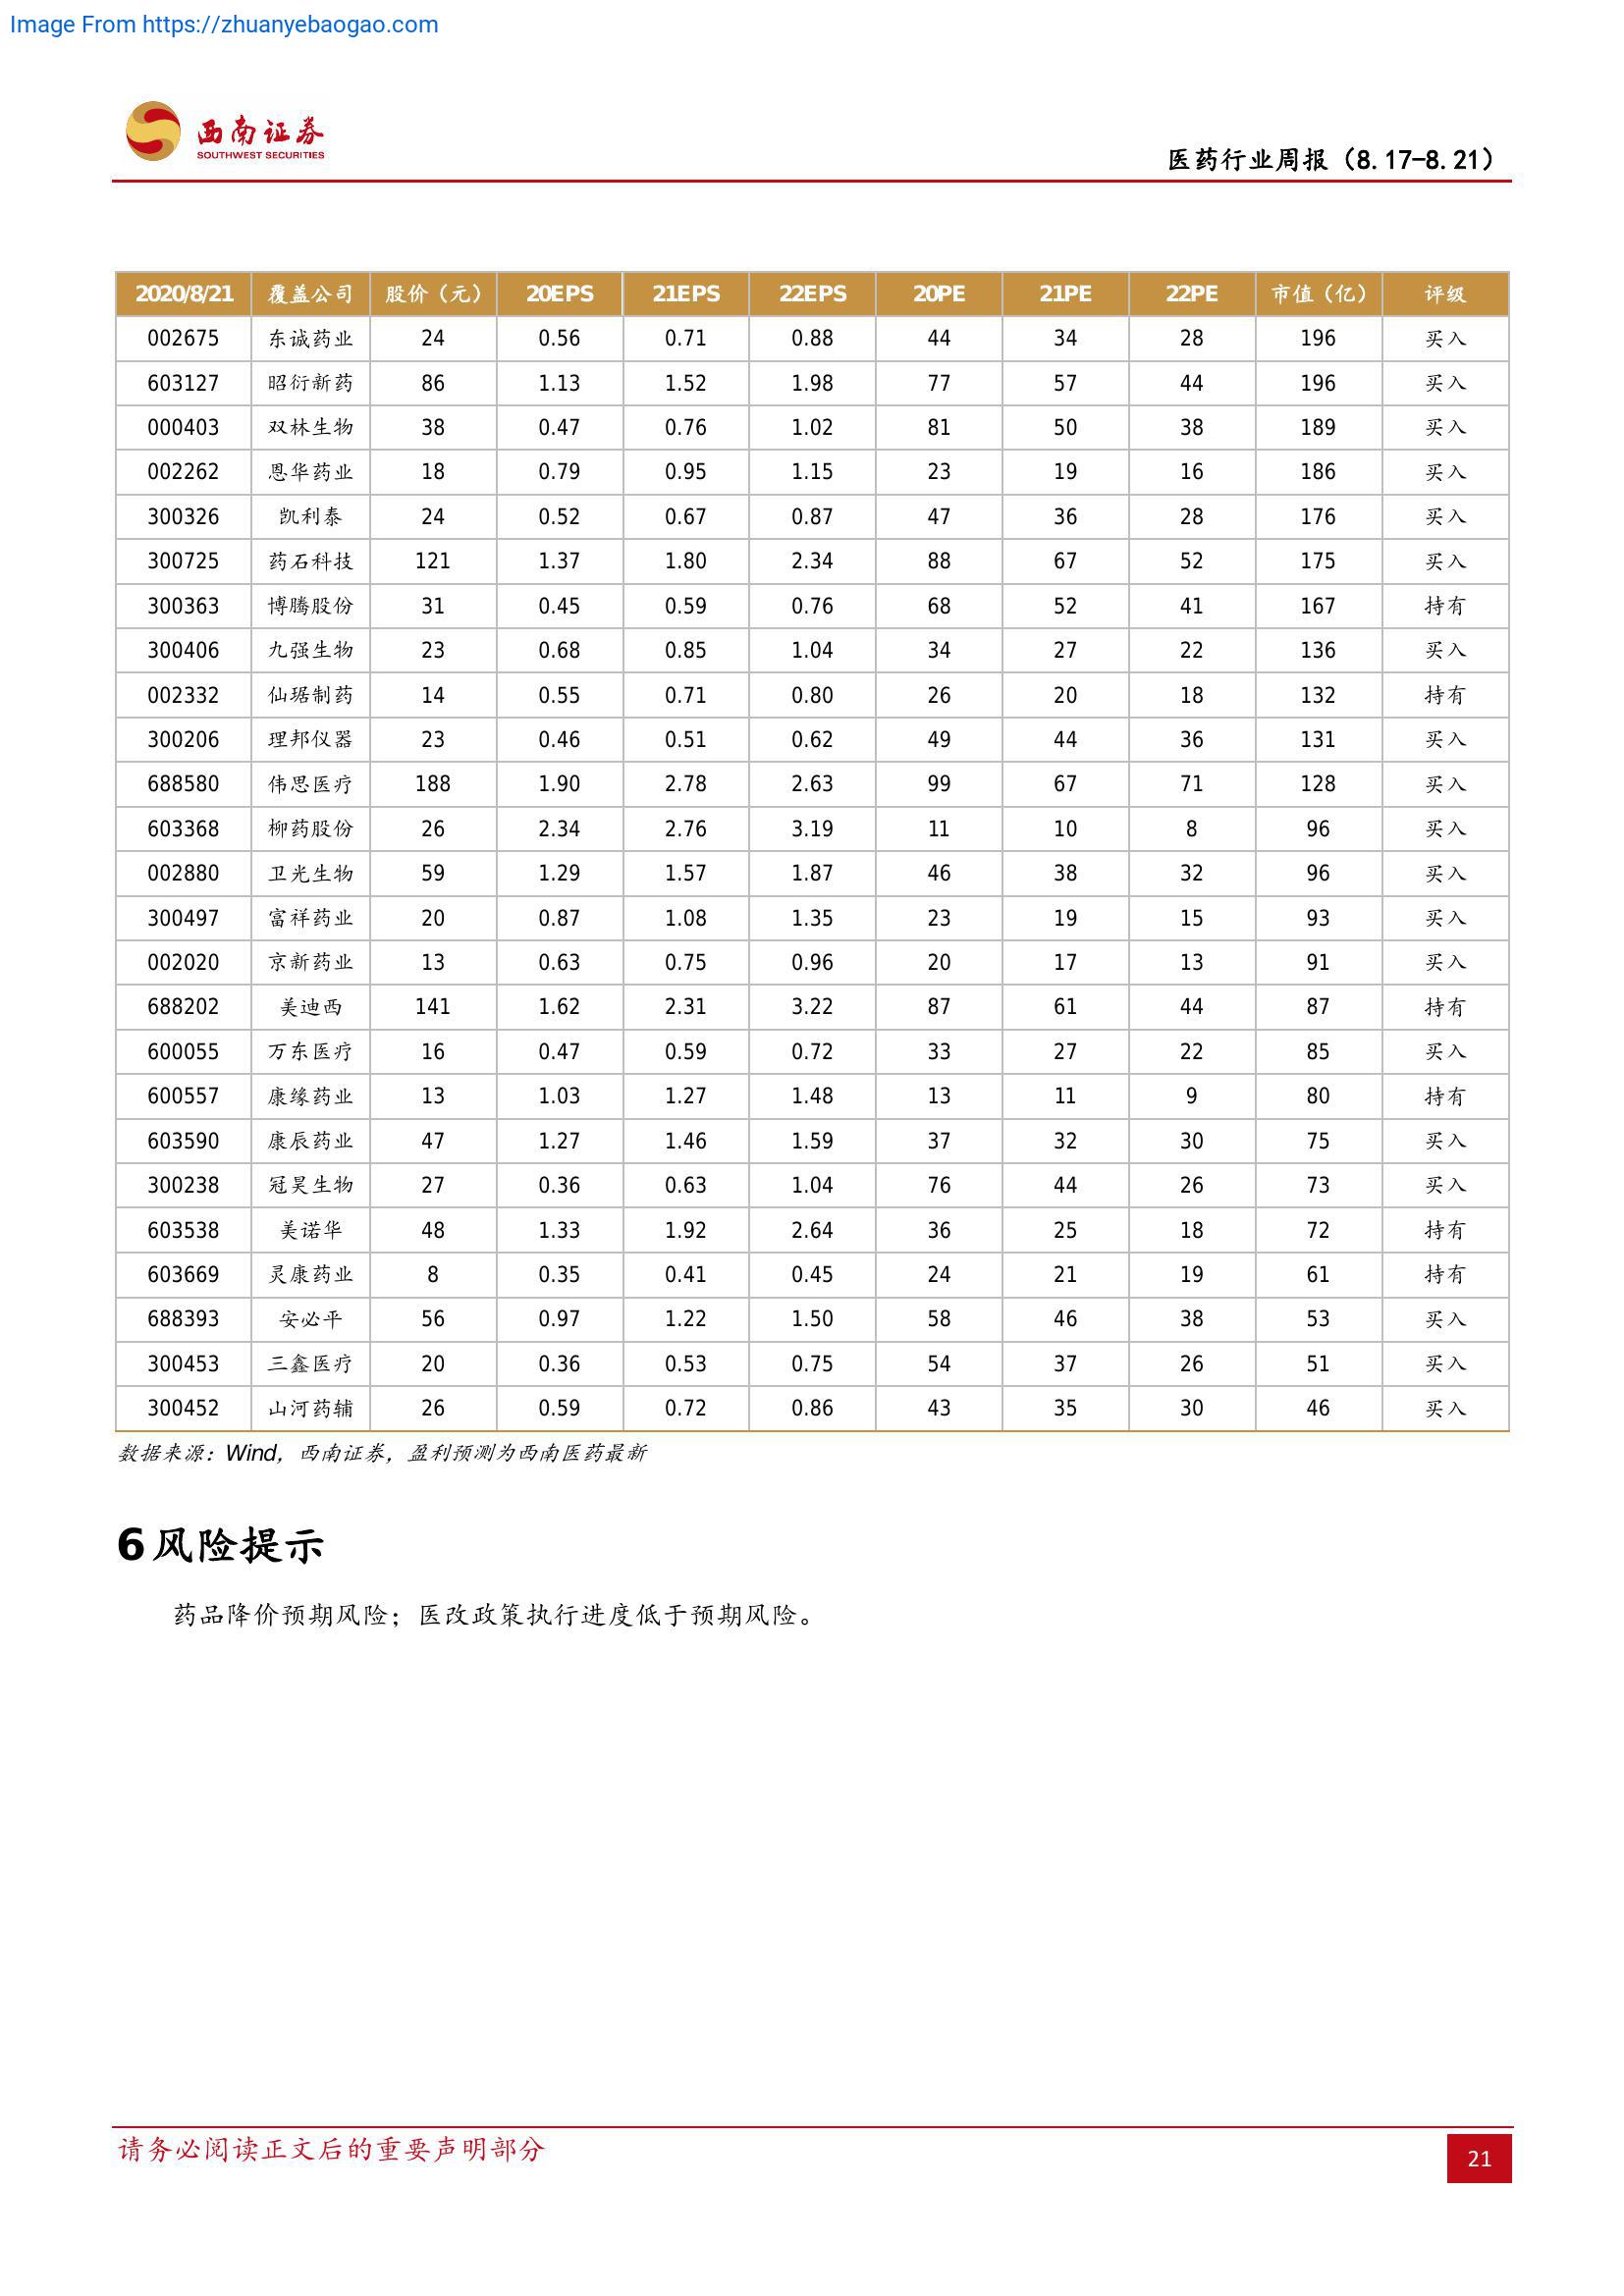 Image From https://zhuanyebaogao.com
西南证券
SOUTHWEST SECURITIES
医药行业周报（8.17-8.21）
2020/8/21 覆盖公司 股价（元） 20EPS 21EPS 22EPS 20PE 21PE 22PE 市值（亿） 评级
002675 东诚药业 24 0.56 0.71 0.88 44 34 28 196 买入
603127 昭衍新药 86 1.13 1.52 1.98 77 57 44 196 买入
000403 双林生物 38 0.47 0.76 1.02 81 50 38 189 买入
002262 恩华药业 18 0.79 0.95 1.15 23 19 16 186 买入
300326 凯利泰 24 0.52 0.67 0.87 47 36 28 176 买入
300725 药石科技 121 1.37 1.80 2.34 88 67 52 175 买入
300363 博腾股份 31 0.45 0.59 0.76 68 52 41 167 持有
300406 九强生物 23 0.68 0.85 1.04 34 27 22 136 买入
002332 仙琚制药 14 0.55 0.71 0.80 26 20 18 132 持有
300206 理邦仪器 23 0.46 0.51 0.62 49 44 36 131 买入
688580 伟思医疗 188 1.90 2.78 2.63 99 67 71 128 买入
603368 柳药股份 26 2.34 2.76 3.19 11 10 8 96 买入
002880 卫光生物 59 1.29 1.57 1.87 46 38 32 96 买入
300497 富祥药业 20 0.87 1.08 1.35 23 19 15 93 买入
002020 京新药业 13 0.63 0.75 0.96 20 17 13 91 买入
688202 美迪西 141 1.62 2.31 3.22 87 61 44 87 持有
600055 万东医疗 16 0.47 0.59 0.72 33 27 22 85 买入
600557 康缘药业 13 1.03 1.27 1.48 13 11 9 80 持有
603590 康辰药业 47 1.27 1.46 1.59 37 32 30 75 买入
300238 冠昊生物 27 0.36 0.63 1.04 76 44 26 73 买入
603538 美诺华 48 1.33 1.92 2.64 36 25 18 72 持有
603669 灵康药业 8 0.35 0.41 0.45 24 21 19 61 持有
688393 安必平 56 0.97 1.22 1.50 58 46 38 53 买入
300453 三鑫医疗 20 0.36 0.53 0.75 54 37 26 51 买入
300452 山河药辅 26 0.59 0.72 0.86 43 35 30 46 买入
数据来源：Wind，西南证券，盈利预测为西南医药最新
6 风险提示
药品降价预期风险；医改政策执行进度低于预期风险。
请务必阅读正文后的重要声明部分
21